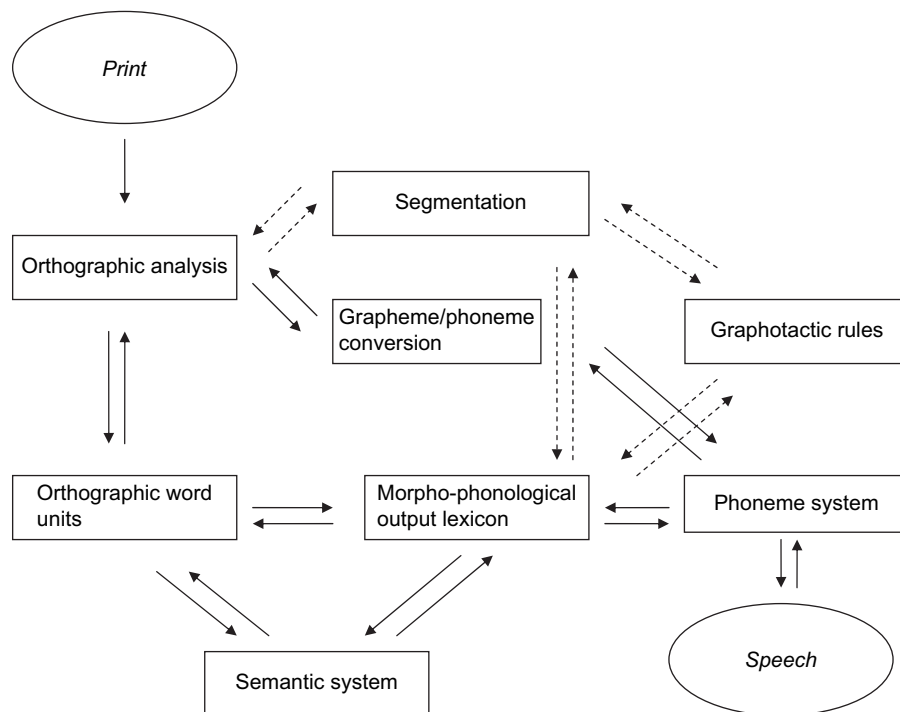 Print
Segmentation
Orthographic analysis
Grapheme/phoneme
conversion
Graphotactic rules
Orthographic word
units
Morpho-phonological
output lexicon
Phoneme system
Semantic system
Speech